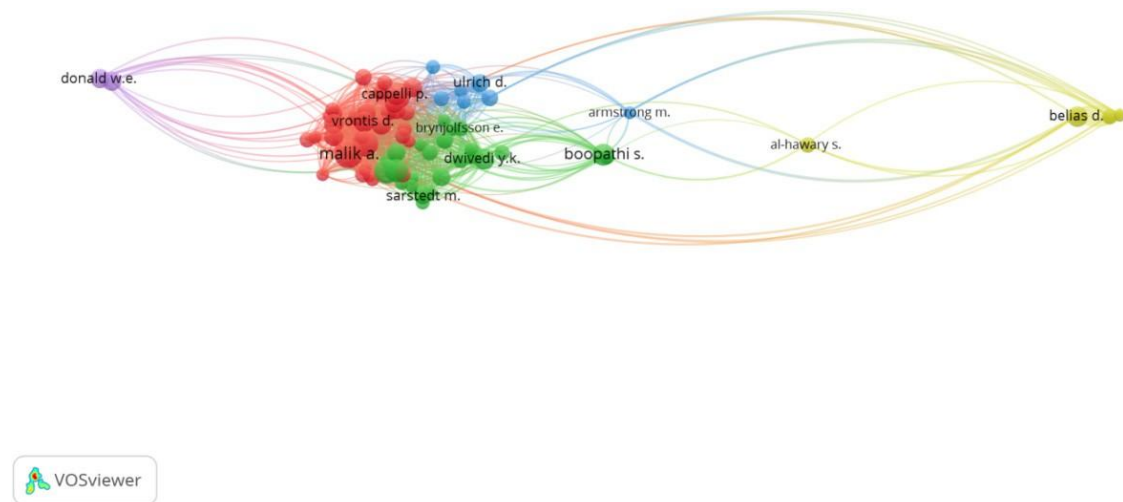 donald w.e.
ulrich d.
cappelli p.
armstrong m.
belias d.
vrontis d.
brynjolfsson e.
al-hawary s.
malik a.
dwivedi y.k.
boopathi s.
sarstedt m.
VOSviewer